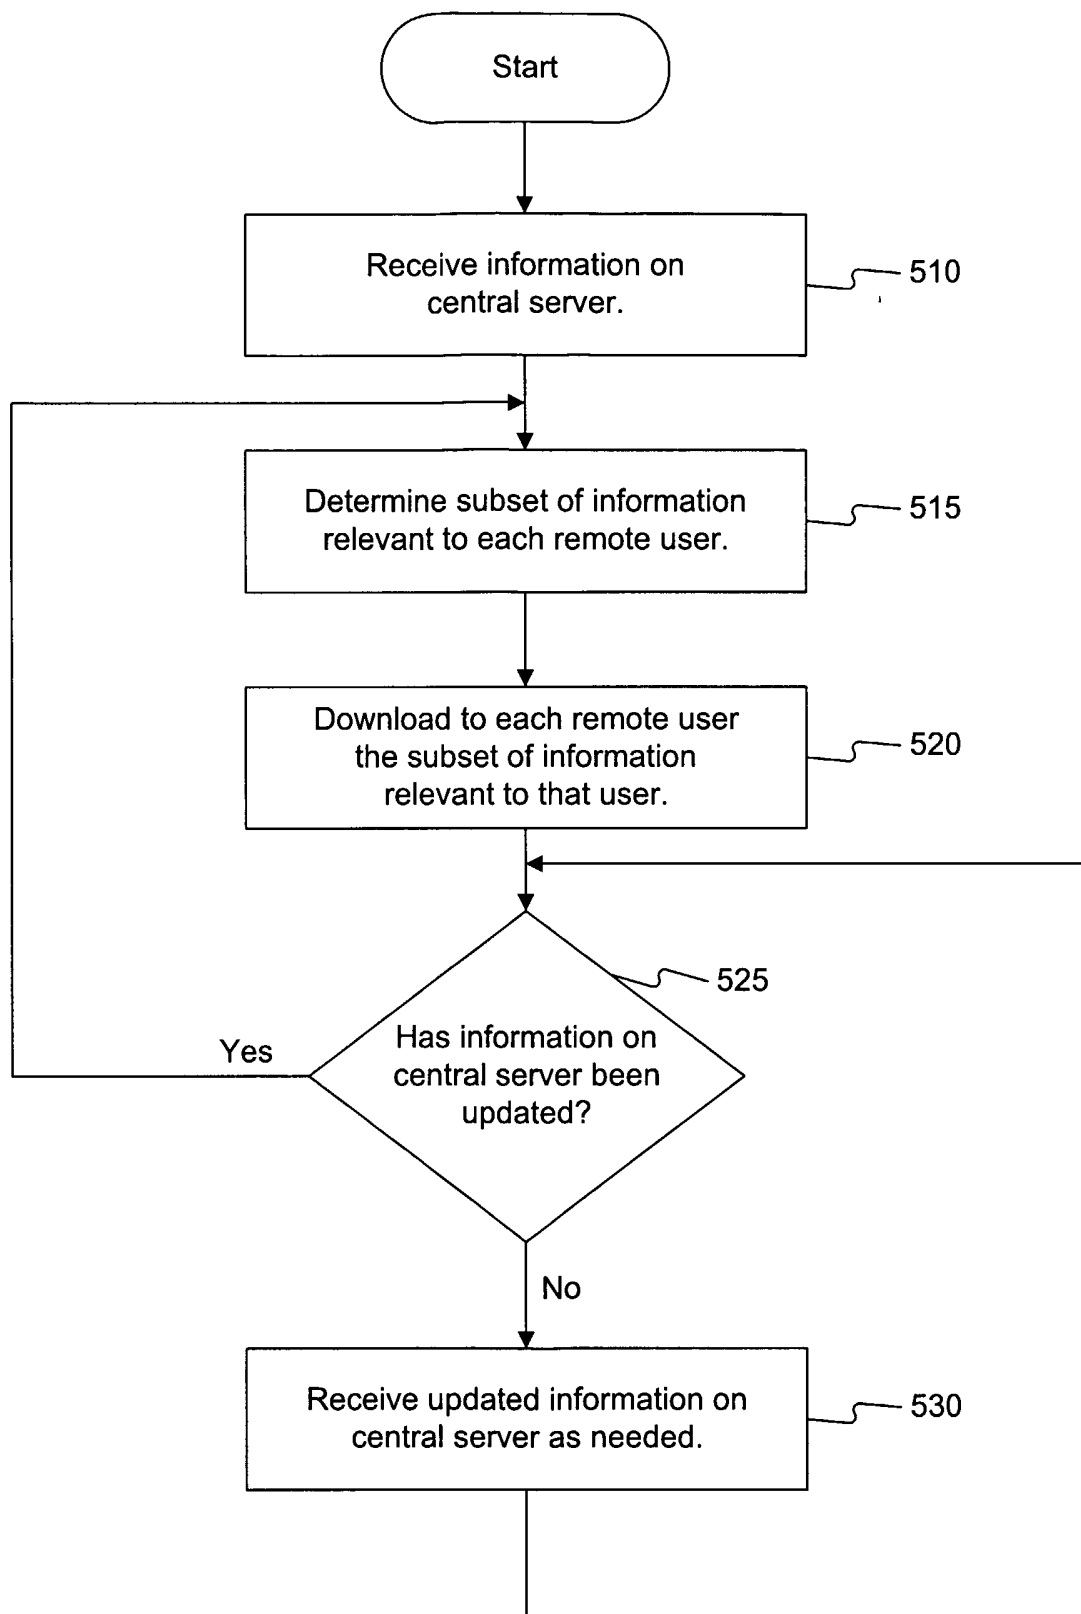 Start
Receive information on
central server.
510
Determine subset of information
relevant to each remote user.
515
Download to each remote user
the subset of information
relevant to that user.
520
525
Has information on
central server been
updated?
Yes
No
Receive updated information on
central server as needed.
530